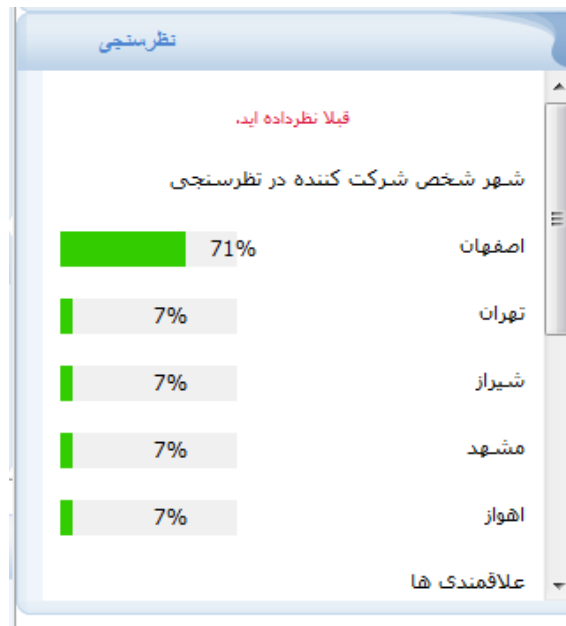 نظرسنجی
قبلا نظرداده اید.
شهر شخص شرکت کننده در نظرسنجی
اصفهان 71%
تهران 7%
شیراز 7%
مشهد 7%
اهواز 7%
علاقمندی ها